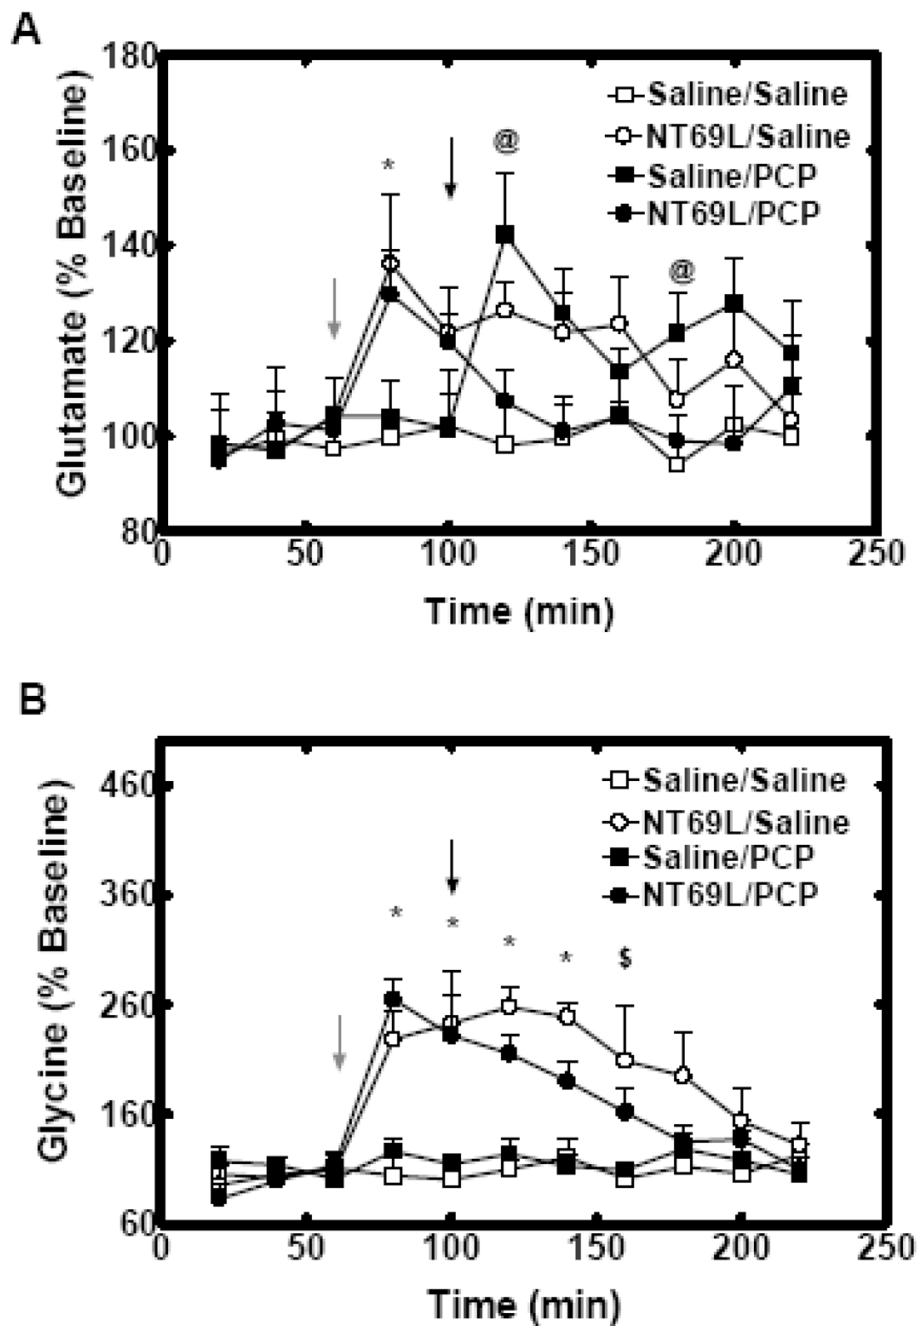 A
180
160
140
120
100
80
Glutamate (% Baseline)
Saline/Saline
NT69L/Saline
Saline/PCP
NT69L/PCP
*
@
@
0 50 100 150 200 250
Time (min)
B
460
360
260
160
60
Glycine (% Baseline)
Saline/Saline
NT69L/Saline
Saline/PCP
NT69L/PCP
* * * * $
0 50 100 150 200 250
Time (min)